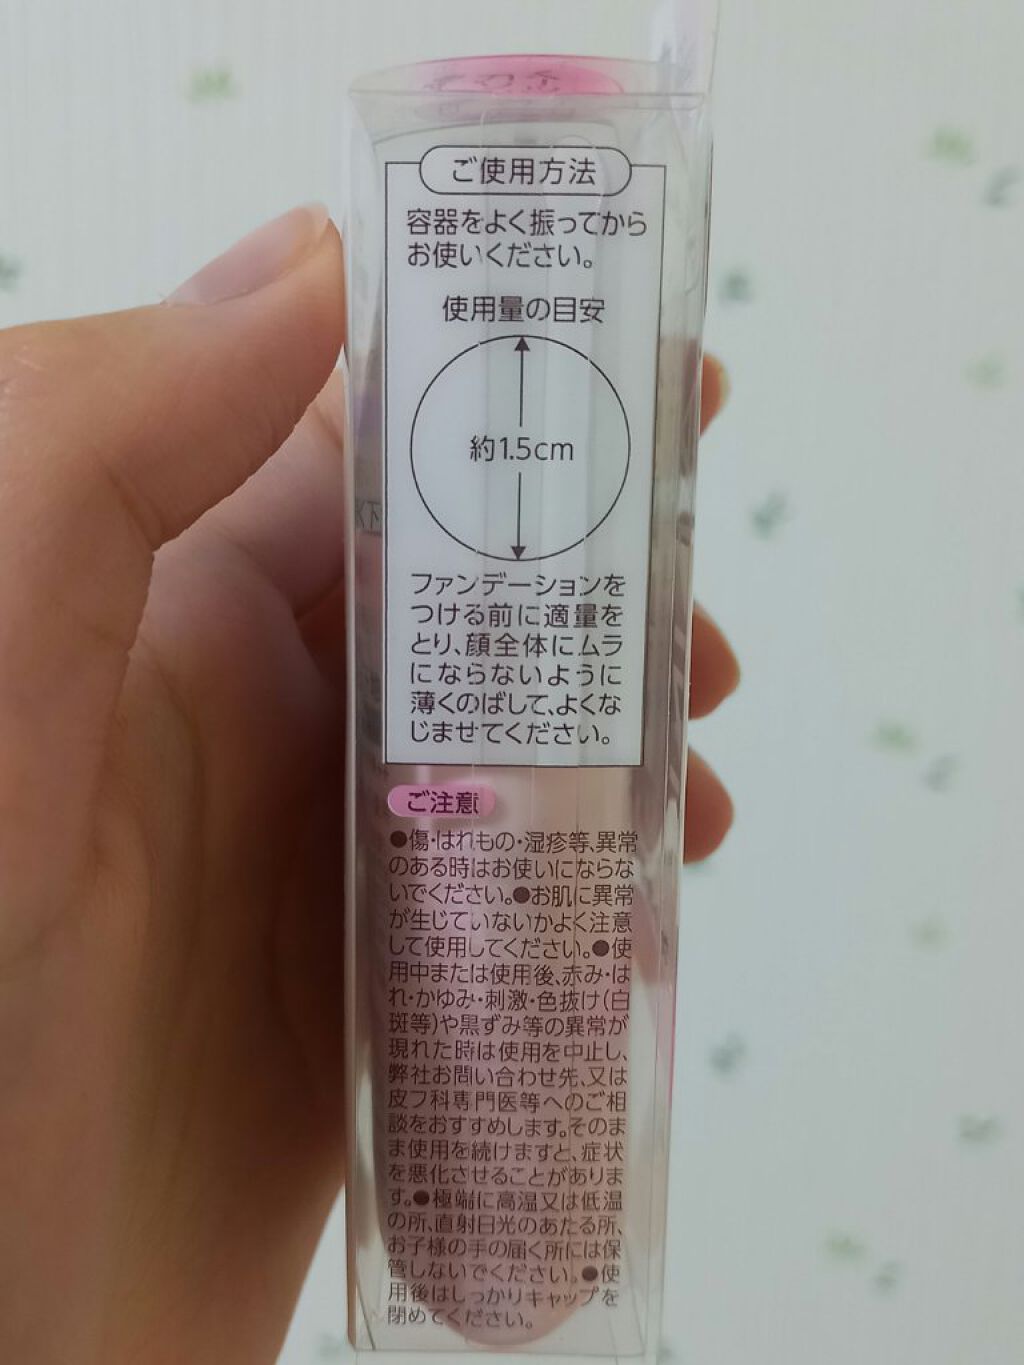 ご使用方法
容器をよく振ってから
お使いください。
使用量の目安
約1.5cm
ファンデーションを
つける前に適量を
とり、顔全体にムラ
にならないように
薄くのばして、よくな
じませてください。
ご注意
●傷・はれもの・湿疹等、異常
のある時はお使いにならな
いでください。●お肌に異常
が生じていないかよく注意
して使用してください。●使
用中または使用後、赤み・は
れ・かゆみ・刺激・色抜け(白
斑等)や黒ずみ等の異常が
現れた時は使用を中止し、
弊社お問い合わせ先、又は
皮フ科専門医等へのご相
談をおすすめします。そのま
ま使用を続けますと、症状
を悪化させることがありま
す。●極端に高温又は低温
の所、直射日光のあたる所、
お子様の手の届く所には保
管しないでください。●使
用後はしっかりキャップを
閉めてください。